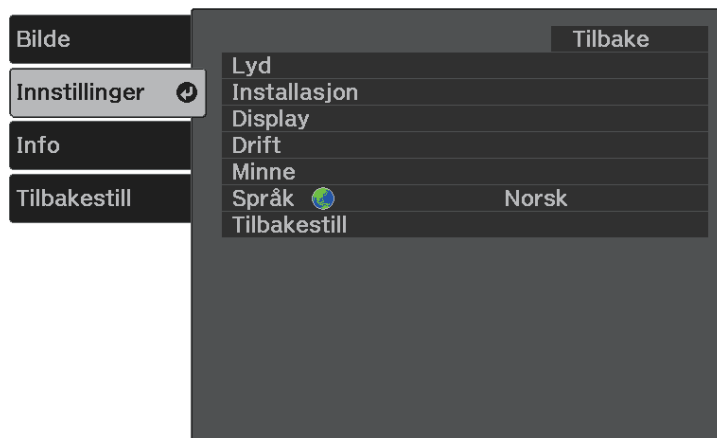 Bilde
Innstillinger
Info
Tilbakestill
Tilbake
Lyd
Installasjon
Display
Drift
Minne
Språk Norsk
Tilbakestill